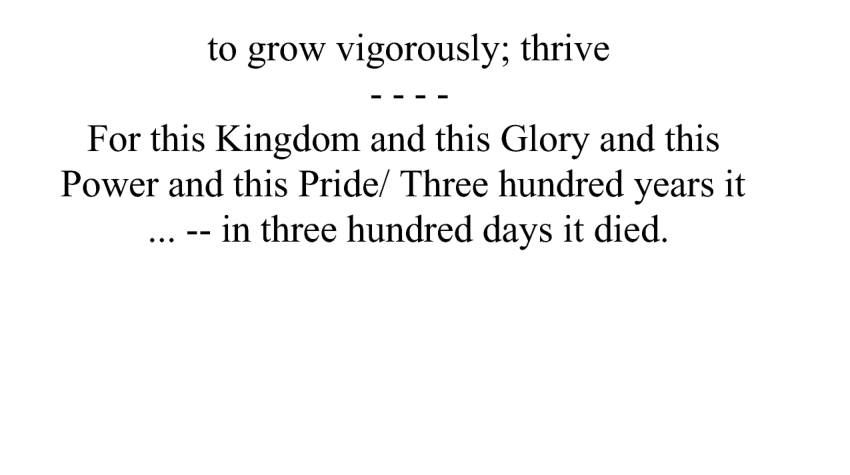 to grow vigorously; thrive
- - - -
For this Kingdom and this Glory and this
Power and this Pride/ Three hundred years it
... -- in three hundred days it died.